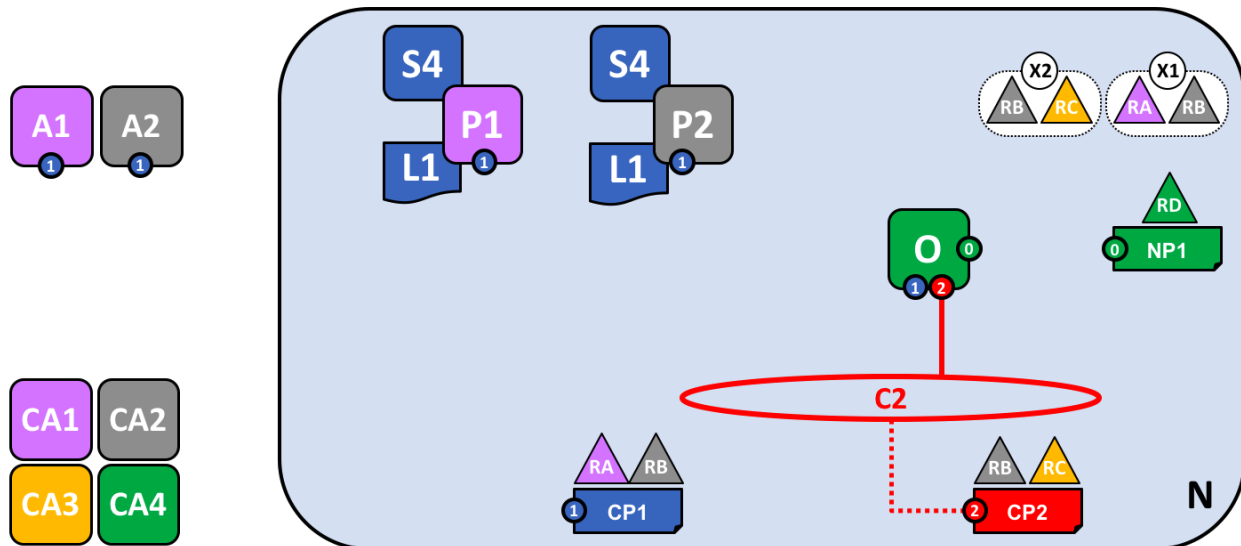 S4
S4
X2
X1
A1
A2
P1
P2
RB
RC
RA
RB
1
1
L1
1
L1
1
RD
O
0
0
NP1
1
2
C2
CA1
CA2
RA
RB
RB
RC
CA3
CA4
1
CP1
2
CP2
N